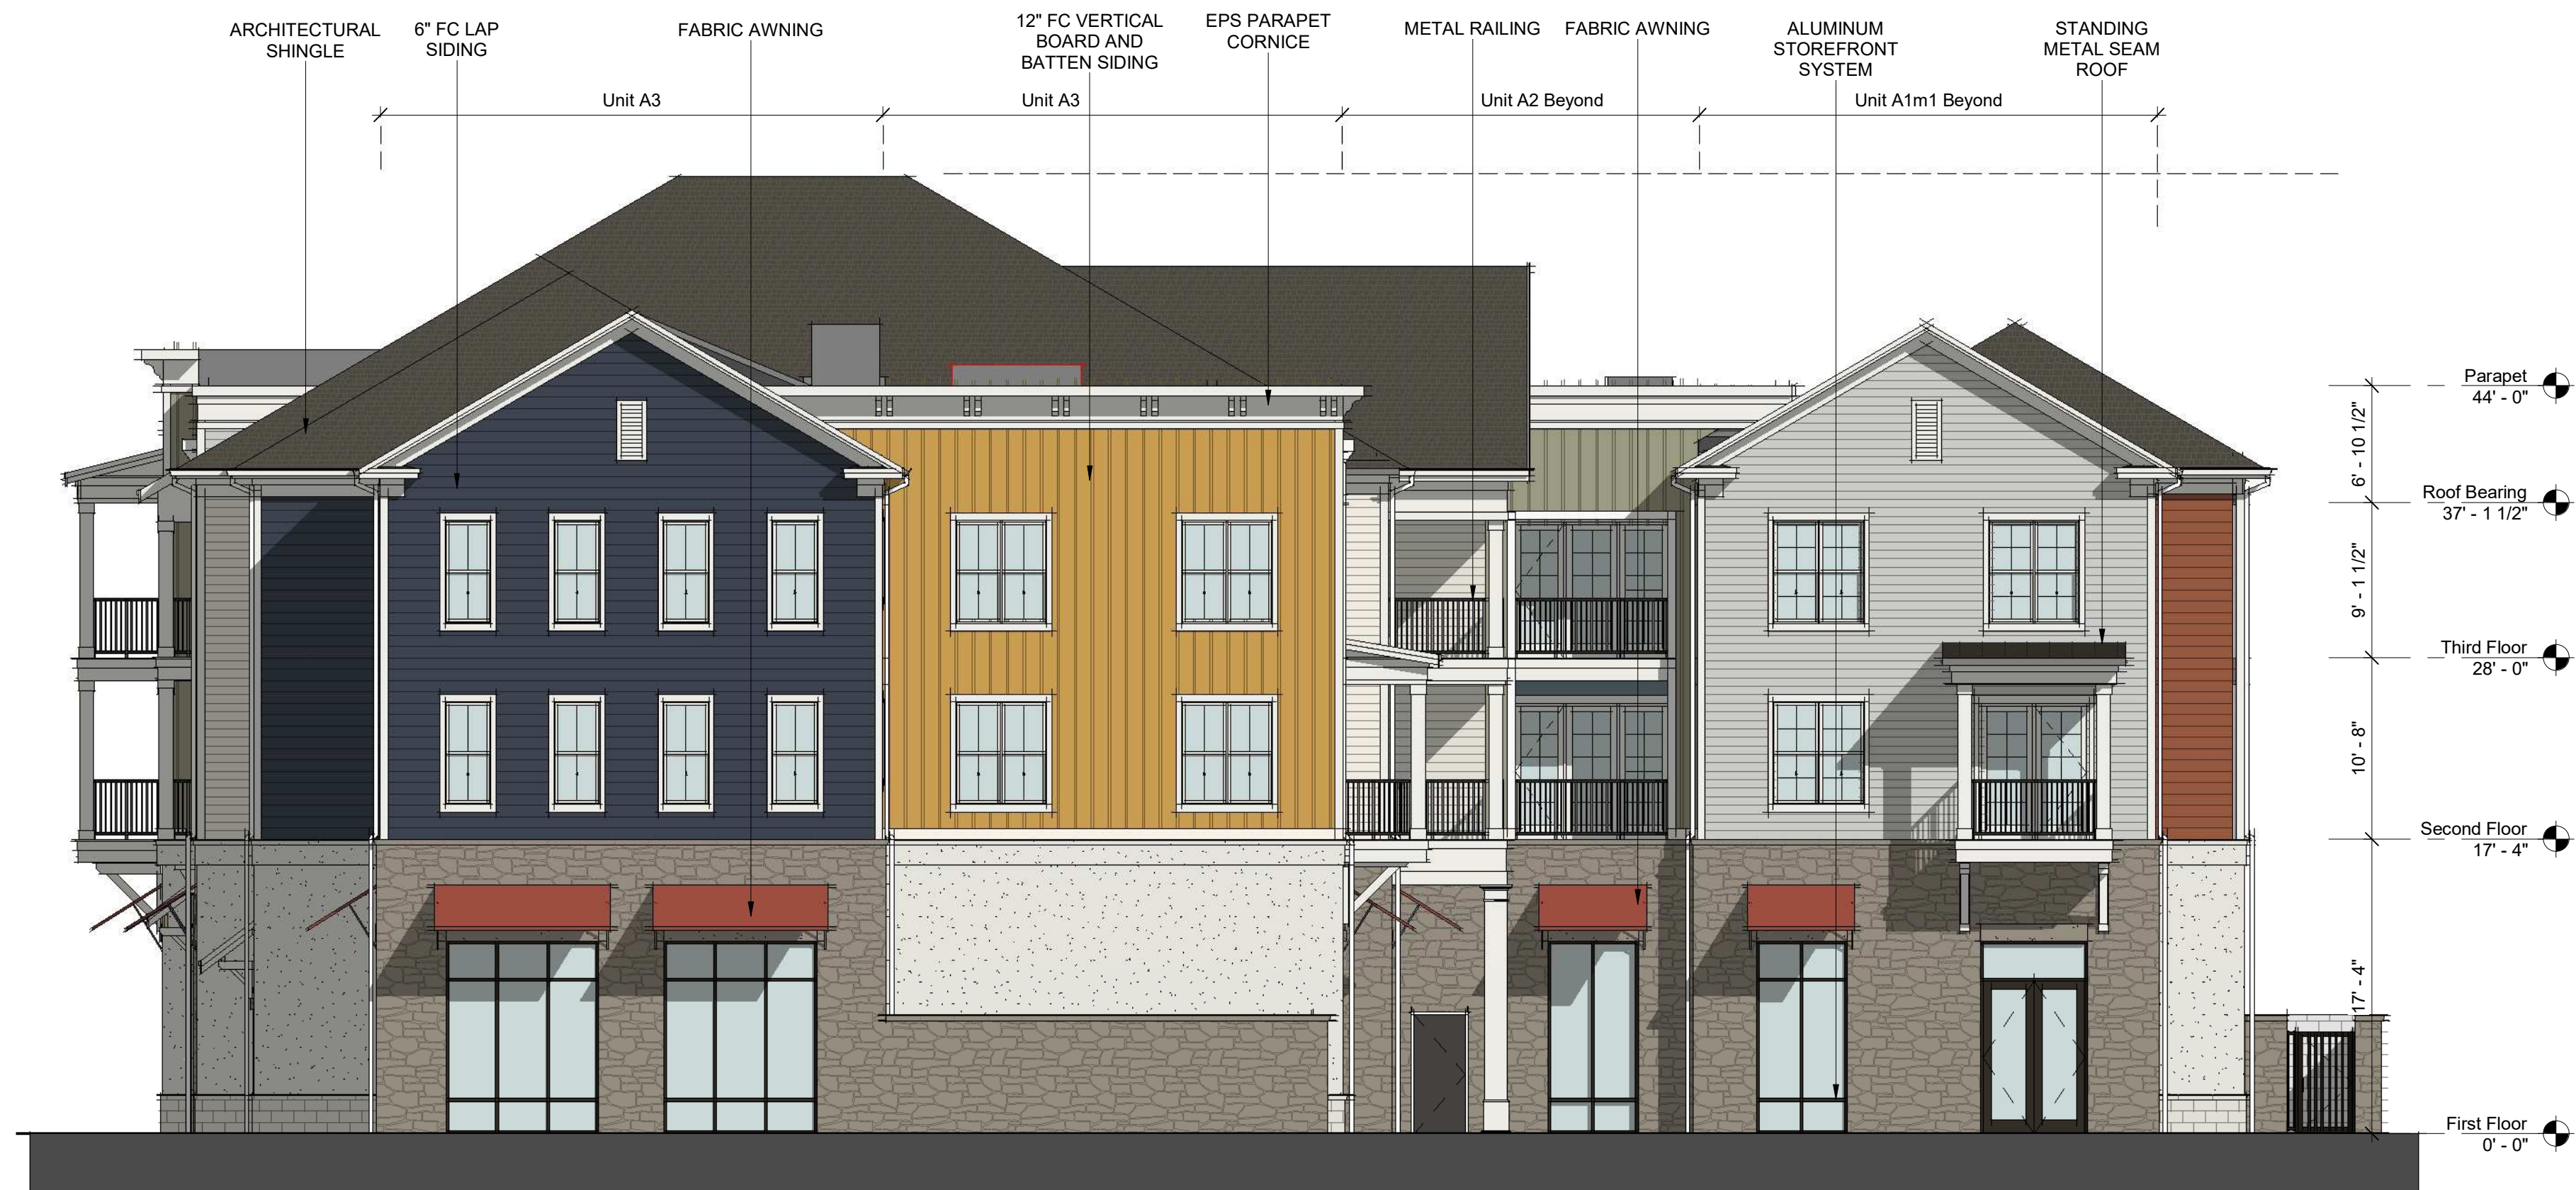 ARCHITECTURAL
SHINGLE
6" FC LAP
SIDING
FABRIC AWNING
12" FC VERTICAL
BOARD AND
BATTEN SIDING
EPS PARAPET
CORNICE
METAL RAILING
FABRIC AWNING
ALUMINUM
STOREFRONT
SYSTEM
STANDING
METAL SEAM
ROOF
Unit A3
Unit A3
Unit A2 Beyond
Unit A1m1 Beyond
Parapet
44' - 0"
6' - 10 1/2"
Roof Bearing
37' - 1 1/2"
9' - 1 1/2"
Third Floor
28' - 0"
10' - 8"
Second Floor
17' - 4"
17' - 4"
First Floor
0' - 0"